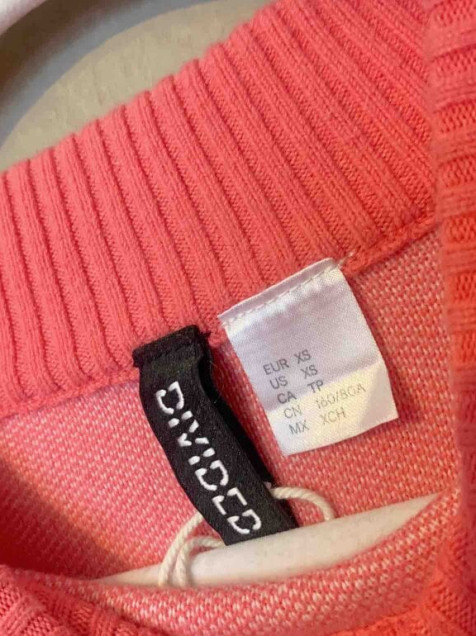 DIVIDED
EUR XS
US XS
CA TP
CN 160/80A
MX XCH